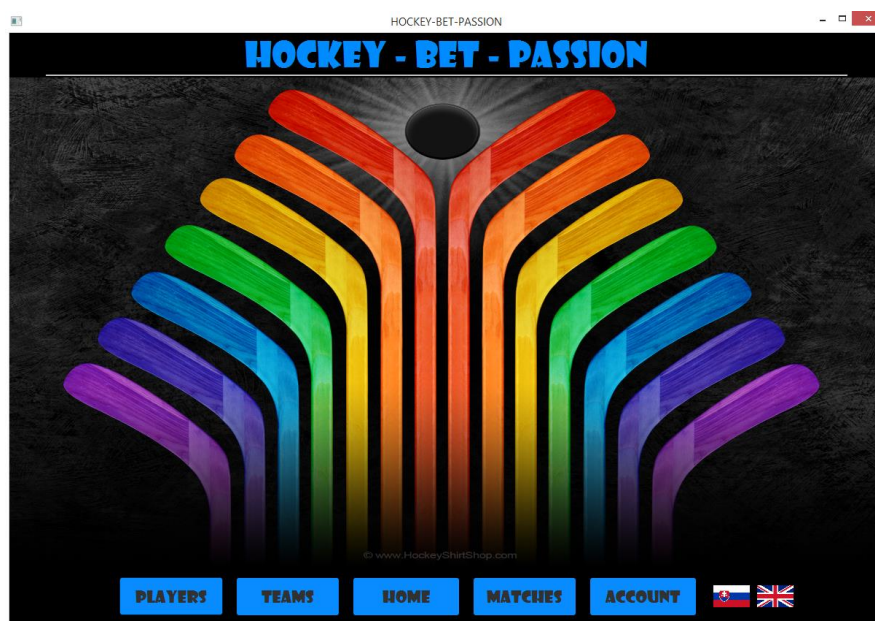 HOCKEY-BET-PASSION
HOCKEY - BET - PASSION
© www.HockeyShirtShop.com
PLAYERS TEAMS HOME MATCHES ACCOUNT